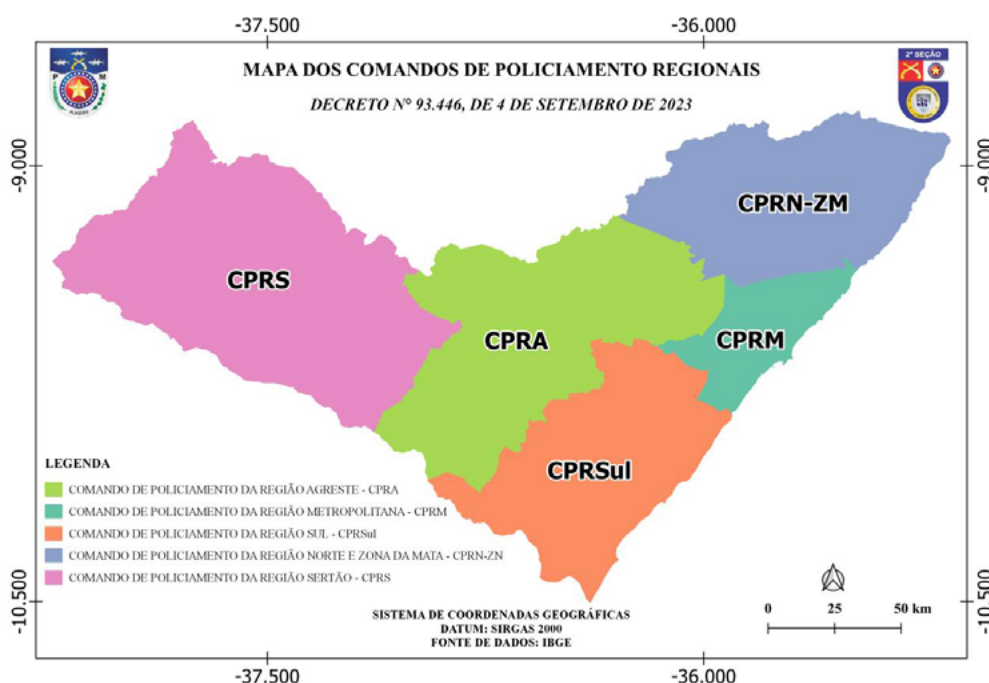 -37.500 -36.000
P M
ALAGOAS
2ª SEÇÃO
MAPA DOS COMANDOS DE POLICIAMENTO REGIONAIS
DECRETO Nº 93.446, DE 4 DE SETEMBRO DE 2023
-9.000 -9.000
CPRN-ZM
CPRS
CPRA
CPRM
CPRSul
LEGENDA
COMANDO DE POLICIAMENTO DA REGIÃO AGRESTE - CPRA
COMANDO DE POLICIAMENTO DA REGIÃO METROPOLITANA - CPRM
COMANDO DE POLICIAMENTO DA REGIÃO SUL - CPRSul
COMANDO DE POLICIAMENTO DA REGIÃO NORTE E ZONA DA MATA - CPRN-ZN
COMANDO DE POLICIAMENTO DA REGIÃO SERTÃO - CPRS
0 25 50 km
-10.500 -10.500
SISTEMA DE COORDENADAS GEOGRÁFICAS
DATUM: SIRGAS 2000
FONTE DE DADOS: IBGE
-37.500 -36.000